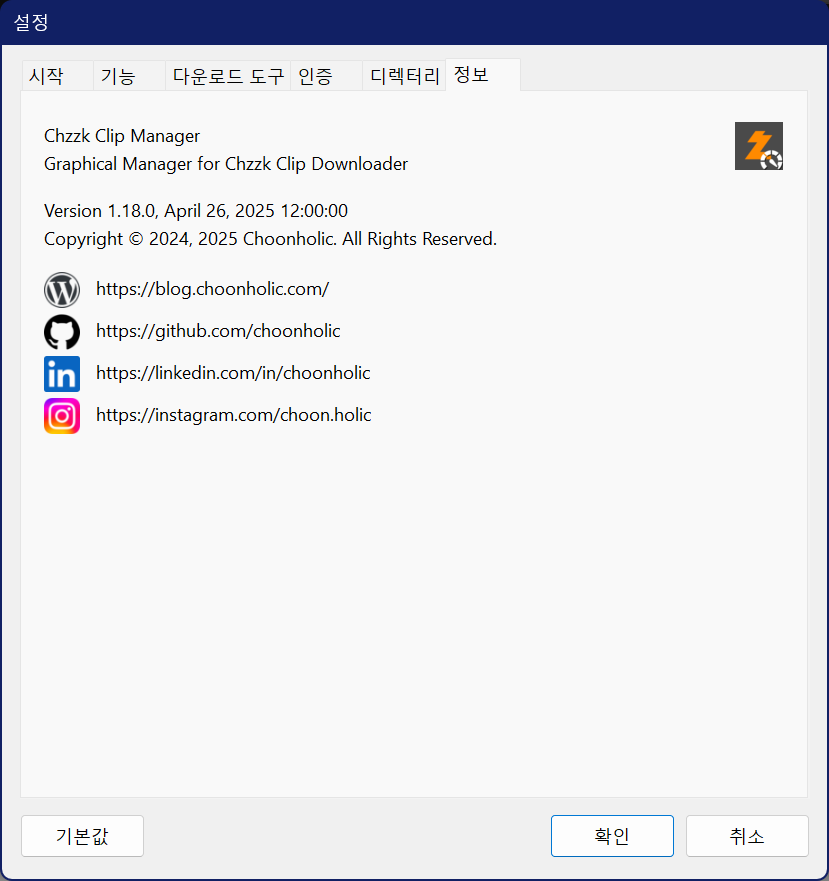 설정
시작 기능 다운로드 도구 인증 디렉터리 정보
Chzzk Clip Manager
Graphical Manager for Chzzk Clip Downloader
Version 1.18.0, April 26, 2025 12:00:00
Copyright © 2024, 2025 Choonholic. All Rights Reserved.
https://blog.choonholic.com/
https://github.com/choonholic
https://linkedin.com/in/choonholic
https://instagram.com/choon.holic
기본값 확인 취소